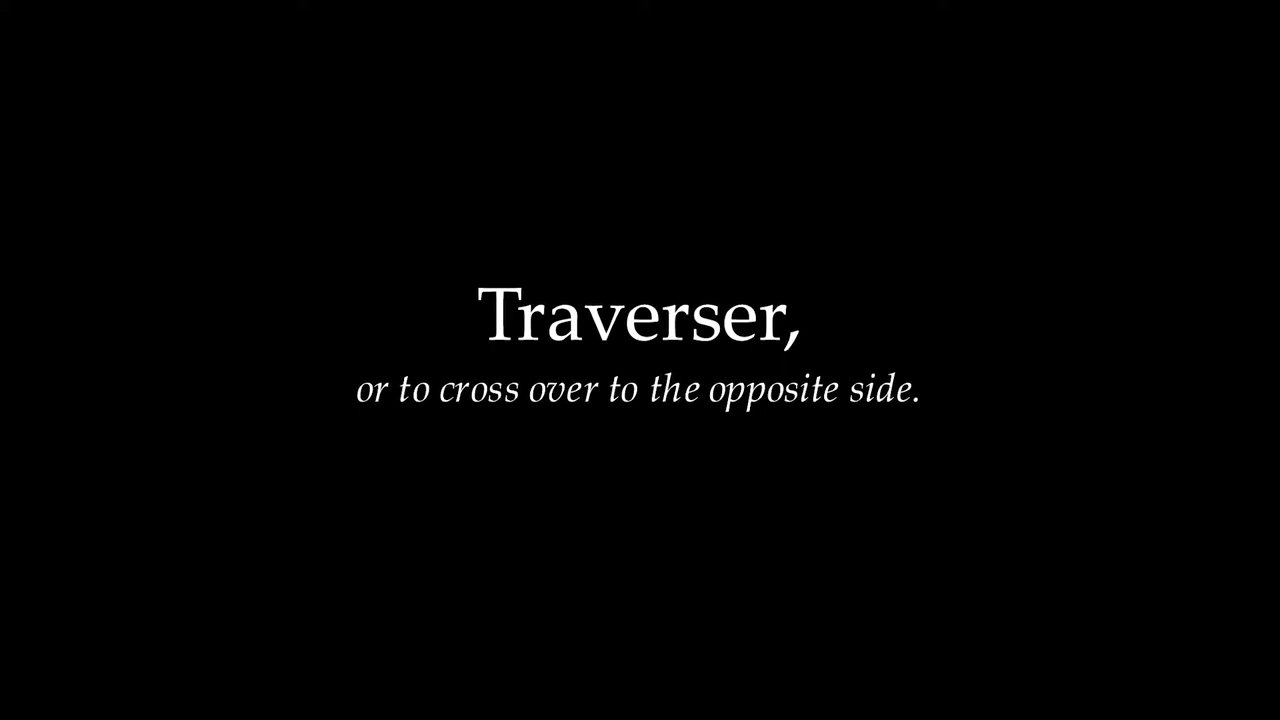 Traverser,
or to cross over to the opposite side.